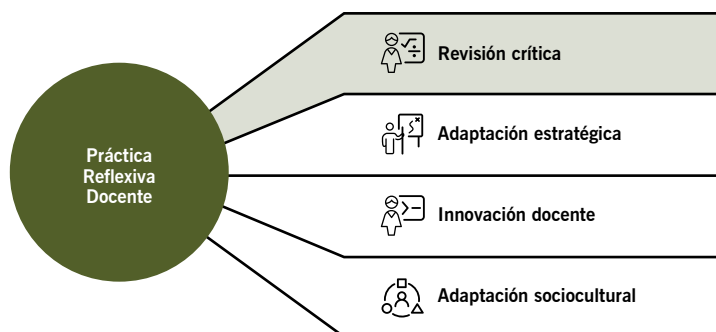 Práctica
Reflexiva
Docente
Revisión crítica
Adaptación estratégica
Innovación docente
Adaptación sociocultural